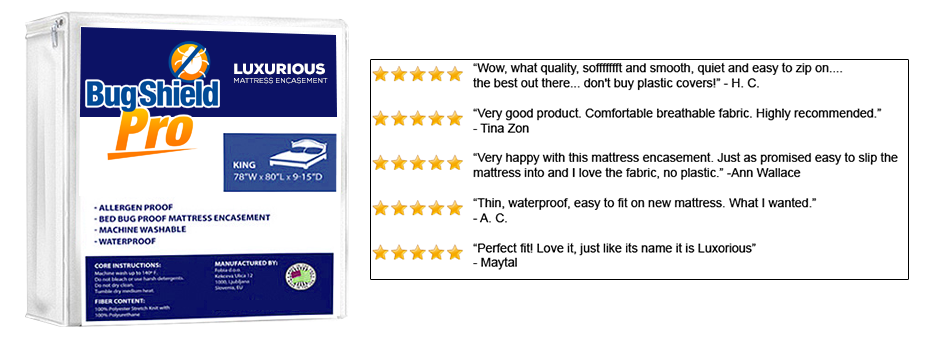 BugShield
Pro
LUXURIOUS
MATTRESS ENCASEMENT
KING
78"W x 80"L x 9-15"D
- ALLERGEN PROOF
- BED BUG PROOF MATTRESS ENCASEMENT
- MACHINE WASHABLE
- WATERPROOF
CORE INSTRUCTIONS:
Machine wash up to 140° F.
Do not bleach or use harsh detergents.
Do not dry clean.
Tumble dry medium heat.
FIBER CONTENT:
100% Polyester Stretch Knit with
100% Polyurethane
MANUFACTURED BY:
Fobia d.o.o.
Koticeva Ulica 12
1000, Ljubljana
Slovenia, EU
“Wow, what quality, sofffffffft and smooth, quiet and easy to zip on....
the best out there... don't buy plastic covers!” - H. C.
“Very good product. Comfortable breathable fabric. Highly recommended.”
- Tina Zon
“Very happy with this mattress encasement. Just as promised easy to slip the
mattress into and I love the fabric, no plastic.” -Ann Wallace
“Thin, waterproof, easy to fit on new mattress. What I wanted.”
- A. C.
“Perfect fit! Love it, just like its name it is Luxorious”
- Maytal